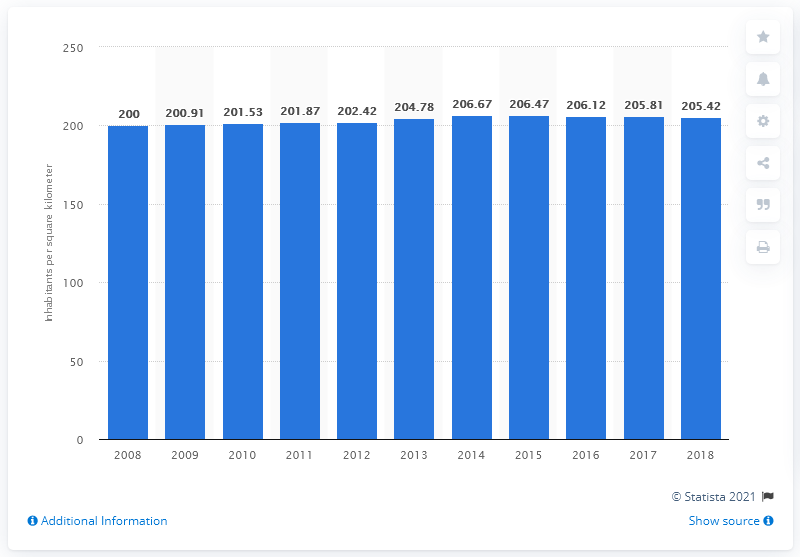 250
200
150
100
50
0
Inhabitants per square kilometer
200 200.91 201.53 201.87 202.42 204.78 206.67 206.47 206.12 205.81 205.42
2008 2009 2010 2011 2012 2013 2014 2015 2016 2017 2018
© Statista 2021
Additional Information
Show source